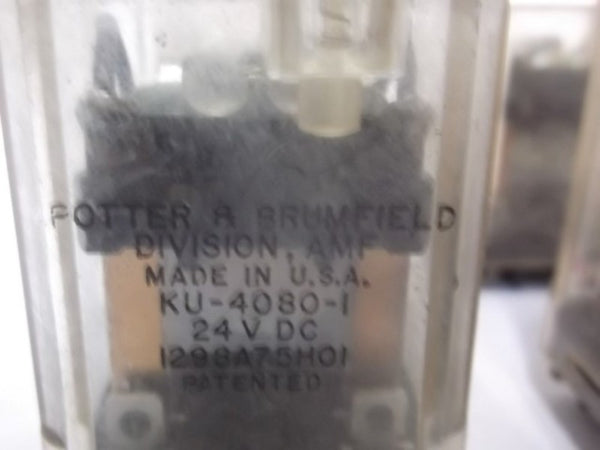 POTTER & BRUMFIELD
DIVISION, AMF
MADE IN U.S.A.
KU-4080-1
24 V DC
1298A75H01
PATENTED